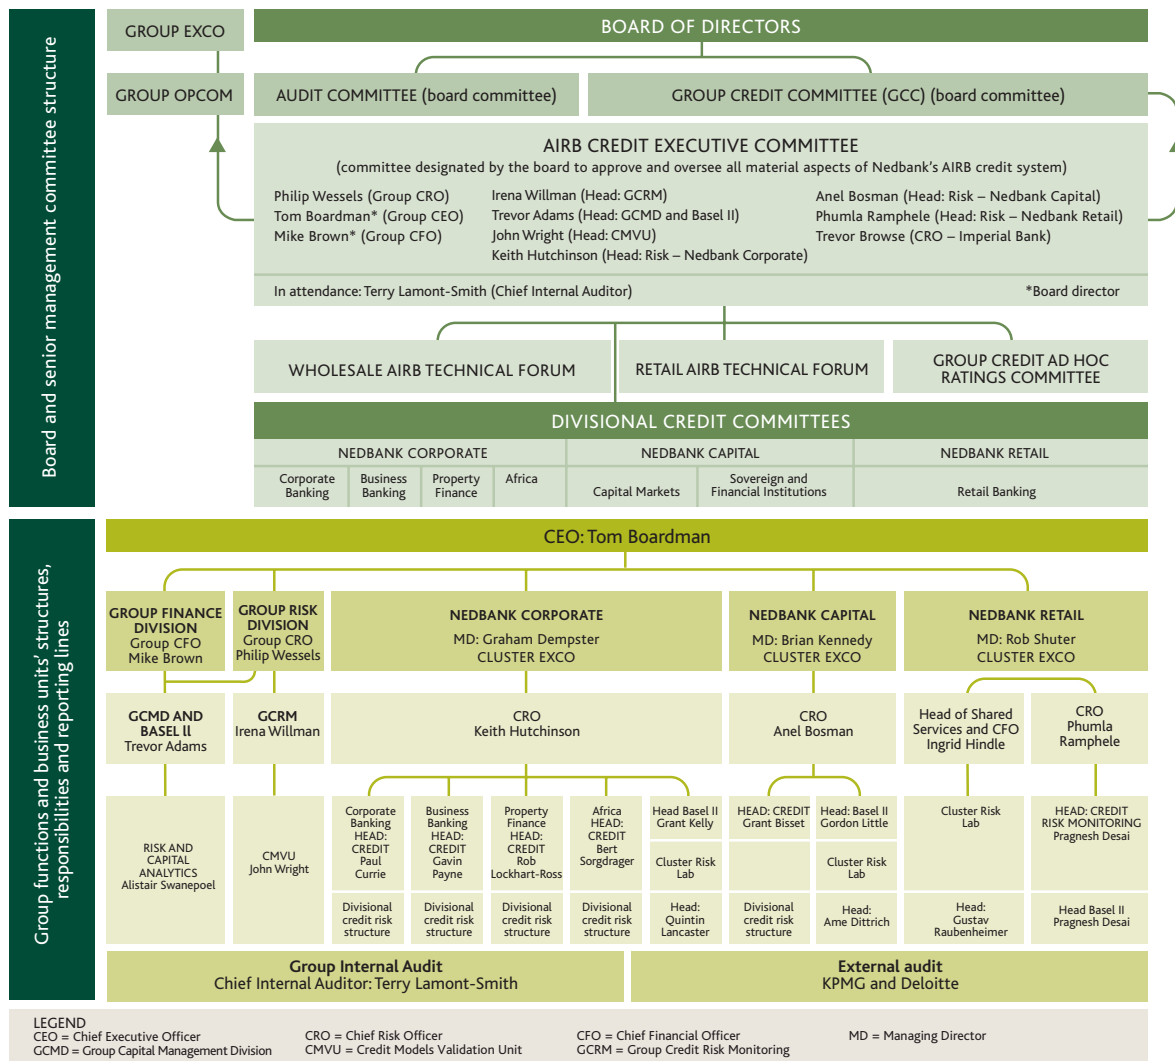 Board and senior management committee structure
GROUP EXCO
BOARD OF DIRECTORS
GROUP OPCOM
AUDIT COMMITTEE (board committee)
GROUP CREDIT COMMITTEE (GCC) (board committee)
AIRB CREDIT EXECUTIVE COMMITTEE
(committee designated by the board to approve and oversee all material aspects of Nedbank's AIRB credit system)
Philip Wessels (Group CRO)
Tom Boardman* (Group CEO)
Mike Brown* (Group CFO)
Irena Willman (Head: GCRM)
Trevor Adams (Head: GCMD and Basel II)
John Wright (Head: CMVU)
Keith Hutchinson (Head: Risk – Nedbank Corporate)
Anel Bosman (Head: Risk – Nedbank Capital)
Phumla Ramphele (Head: Risk – Nedbank Retail)
Trevor Browse (CRO – Imperial Bank)
In attendance: Terry Lamont-Smith (Chief Internal Auditor)
*Board director
WHOLESALE AIRB TECHNICAL FORUM
RETAIL AIRB TECHNICAL FORUM
GROUP CREDIT AD HOC
RATINGS COMMITTEE
DIVISIONAL CREDIT COMMITTEES
NEDBANK CORPORATE
NEDBANK CAPITAL
NEDBANK RETAIL
Corporate
Banking
Business
Banking
Property
Finance
Africa
Capital Markets
Sovereign and
Financial Institutions
Retail Banking
Group functions and business units' structures,
responsibilities and reporting lines
CEO: Tom Boardman
GROUP FINANCE
DIVISION
Group CFO
Mike Brown
GROUP RISK
DIVISION
Group CRO
Philip Wessels
NEDBANK CORPORATE
MD: Graham Dempster
CLUSTER EXCO
NEDBANK CAPITAL
MD: Brian Kennedy
CLUSTER EXCO
NEDBANK RETAIL
MD: Rob Shuter
CLUSTER EXCO
GCMD AND
BASEL ll
Trevor Adams
GCRM
Irena Willman
CRO
Keith Hutchinson
CRO
Anel Bosman
Head of Shared
Services and CFO
Ingrid Hindle
CRO
Phumla
Ramphele
RISK AND
CAPITAL
ANALYTICS
Alistair Swanepoel
CMVU
John Wright
Corporate
Banking
HEAD:
CREDIT
Paul
Currie
Divisional
credit risk
structure
Business
Banking
HEAD:
CREDIT
Gavin
Payne
Divisional
credit risk
structure
Property
Finance
HEAD:
CREDIT
Rob
Lockhart-Ross
Divisional
credit risk
structure
Africa
HEAD:
CREDIT
Bert
Sorgdrager
Divisional
credit risk
structure
Head Basel II
Grant Kelly
Cluster Risk
Lab
Head:
Quintin
Lancaster
HEAD: CREDIT
Grant Bisset
Divisional
credit risk
structure
Head: Basel II
Gordon Little
Cluster Risk
Lab
Head:
Ame Dittrich
Cluster Risk
Lab
Head:
Gustav
Raubenheimer
HEAD: CREDIT
RISK MONITORING
Pragnesh Desai
Head Basel II
Pragnesh Desai
Group Internal Audit
Chief Internal Auditor: Terry Lamont-Smith
External audit
KPMG and Deloitte
LEGEND
CEO = Chief Executive Officer
GCMD = Group Capital Management Division
CRO = Chief Risk Officer
CMVU = Credit Models Validation Unit
CFO = Chief Financial Officer
GCRM = Group Credit Risk Monitoring
MD = Managing Director